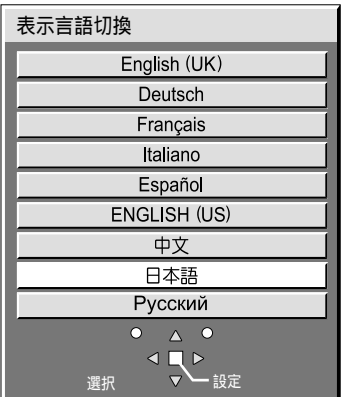 表示言語切換
English (UK)
Deutsch
Français
Italiano
Español
ENGLISH (US)
中文
日本語
Русский
選択
設定